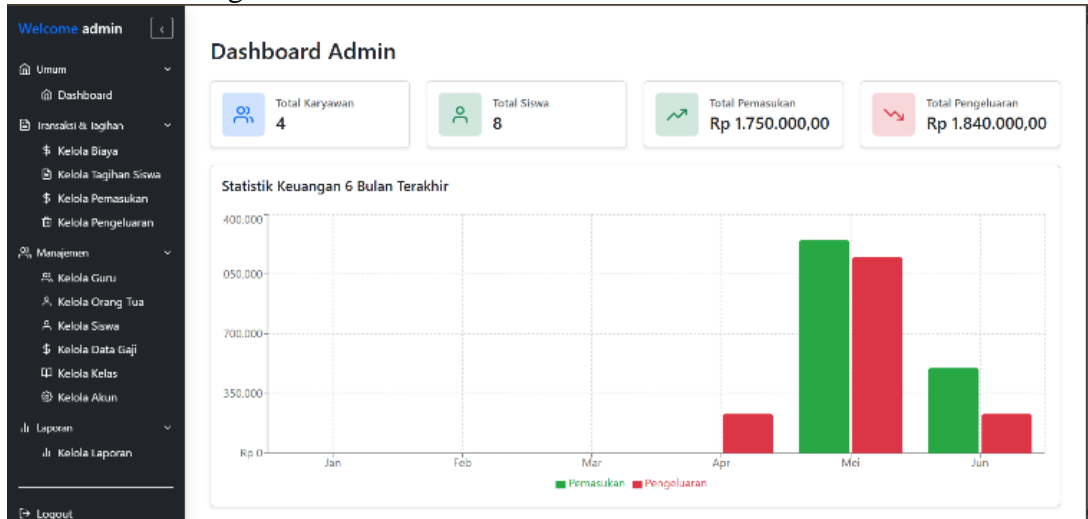 Welcome admin
Umum
Dashboard
Transaksi & Tagihan
Kelola Biaya
Kelola Tagihan Siswa
Kelola Pemasukan
Kelola Pengeluaran
Manajemen
Kelola Guru
Kelola Orang Tua
Kelola Siswa
Kelola Data Gaji
Kelola Kelas
Kelola Akun
Laporan
Kelola Laporan
Logout
Dashboard Admin
Total Karyawan
4
Total Siswa
8
Total Pemasukan
Rp 1.750.000,00
Total Pengeluaran
Rp 1.840.000,00
Statistik Keuangan 6 Bulan Terakhir
400.000
050.000
700.000
350.000
Rp 0
Jan Feb Mar Apr Mei Jun
Pemasukan Pengeluaran